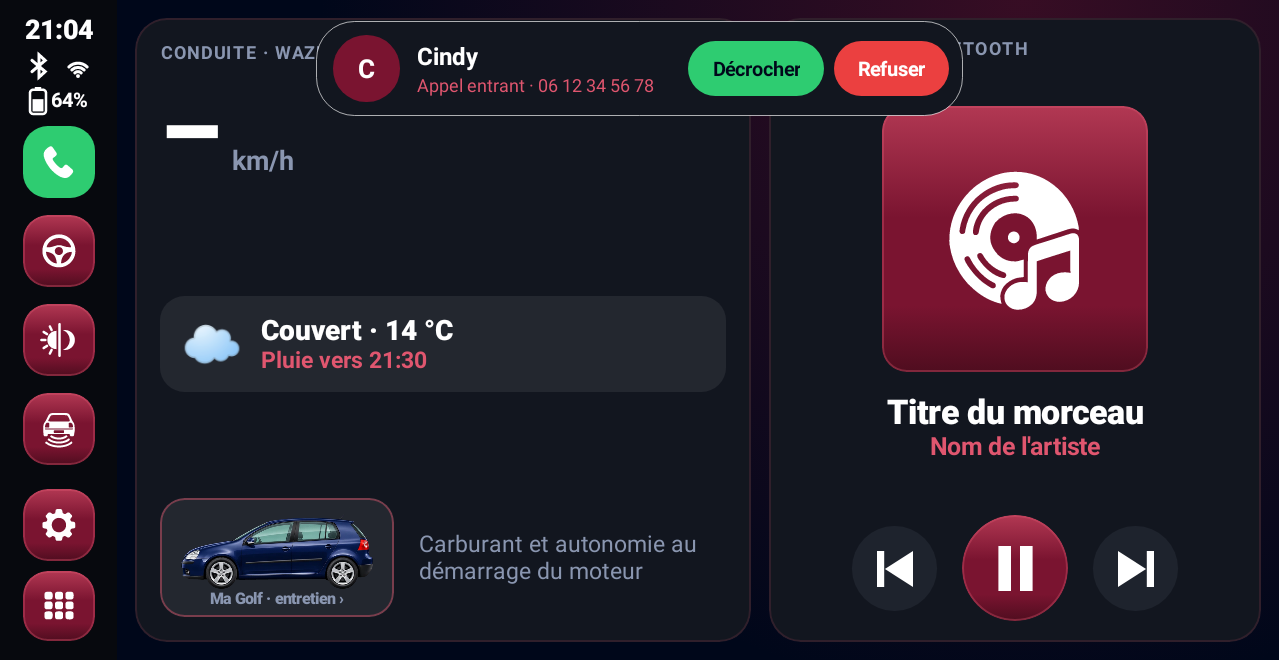 21:04
64%
CONDUITE · WAZ
C
Cindy
Appel entrant · 06 12 34 56 78
Décrocher
Refuser
TOOTH
km/h
Couvert · 14 °C
Pluie vers 21:30
Ma Golf · entretien ›
Carburant et autonomie au
démarrage du moteur
Titre du morceau
Nom de l'artiste